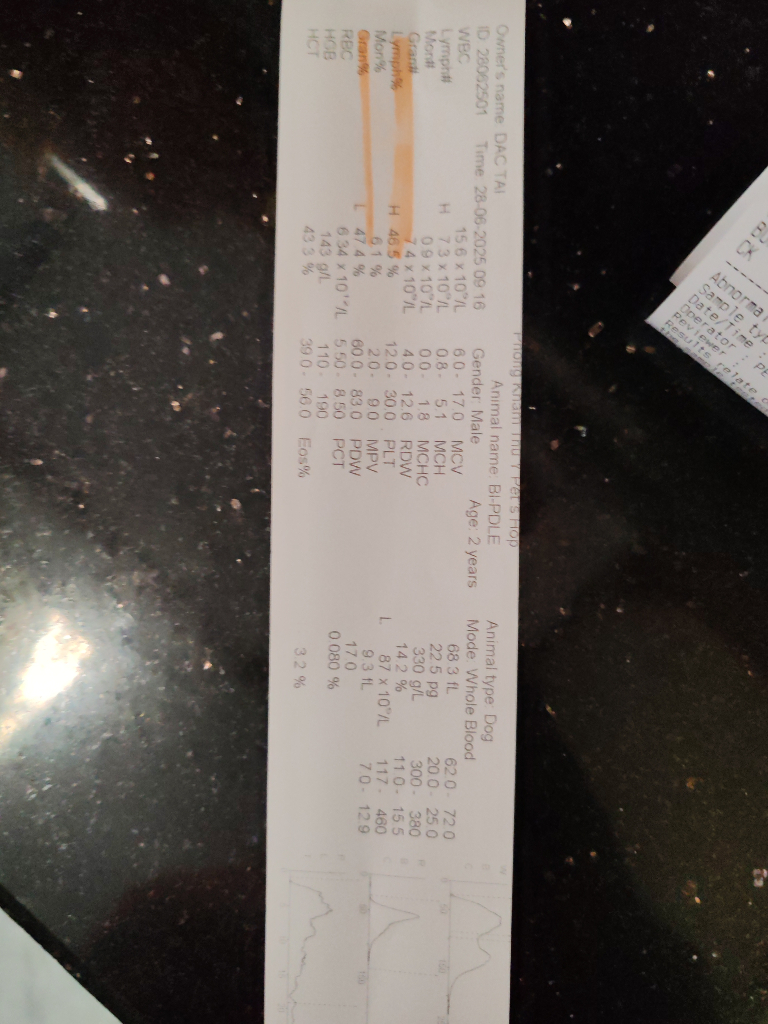 Phòng Khám Thú Y Pet's Hop
Owner's name: DAC TAI Animal name: BI-PDLE Animal type: Dog
ID: 28062501 Time: 28-06-2025 09:16 Gender: Male Age: 2 years Mode: Whole Blood
WBC 15.6 x 10⁹/L 6.0 - 17.0 MCV 68.3 fL 62.0 - 72.0
Lymph# H 7.3 x 10⁹/L 0.8 - 5.1 MCH 22.5 pg 20.0 - 25.0
Mon# 0.9 x 10⁹/L 0.0 - 1.8 MCHC 330 g/L 300 - 380
Gran# 7.4 x 10⁹/L 4.0 - 12.6 RDW 14.2 % 11.0 - 15.5
Lymph% H 46.5 % 12.0 - 30.0 PLT L 87 x 10⁹/L 117 - 460
Mon% 6.1 % 2.0 - 9.0 MPV 9.3 fL 7.0 - 12.9
Gran% L 47.4 % 60.0 - 83.0 PDW 17.0
RBC 6.34 x 10¹²/L 5.50 - 8.50 PCT 0.080 %
HGB 143 g/L 110 - 190
HCT 43.3 % 39.0 - 56.0 Eos% 3.2 %
OK
Abnorma
Sample typ
Date/Time :
Operator : PE
Reviewer :
Results relate o